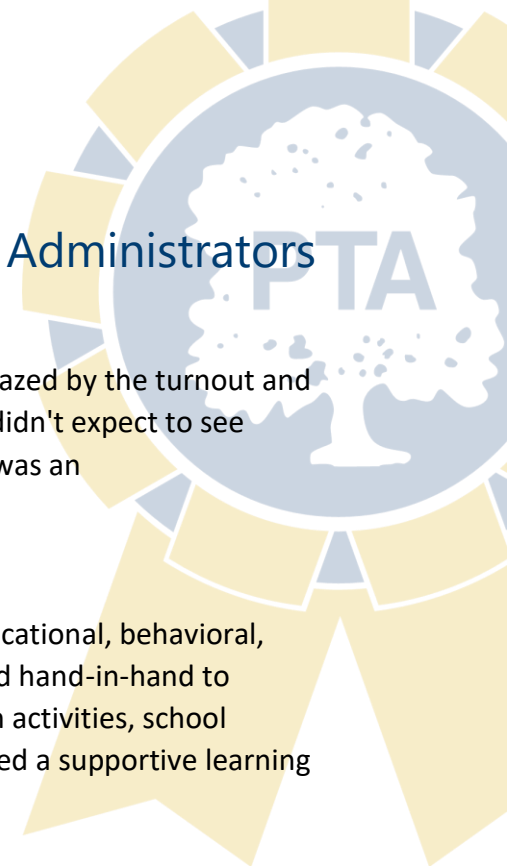 Administrators
PTA
azed by the turnout and
didn't expect to see
was an
cational, behavioral,
d hand-in-hand to
activities, school
ed a supportive learning